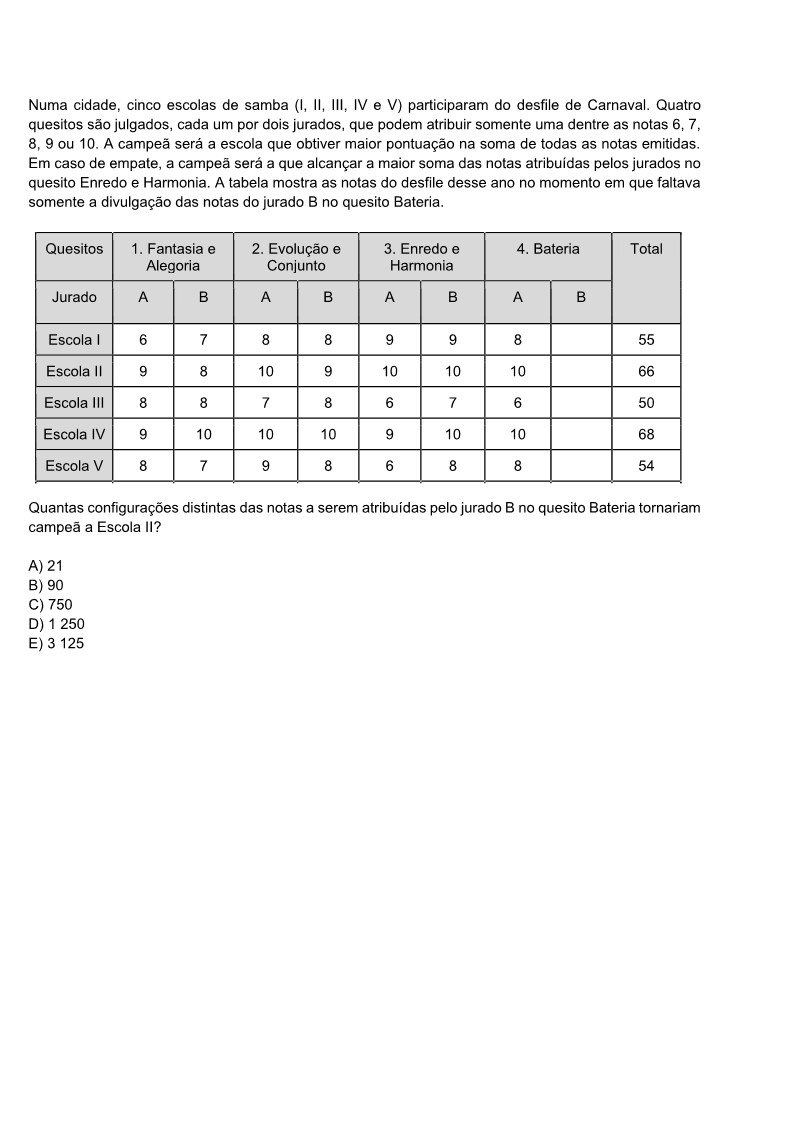 Numa cidade, cinco escolas de samba (I, II, III, IV e V) participaram do desfile de Carnaval. Quatro
quesitos são julgados, cada um por dois jurados, que podem atribuir somente uma dentre as notas 6, 7,
8, 9 ou 10. A campeã será a escola que obtiver maior pontuação na soma de todas as notas emitidas.
Em caso de empate, a campeã será a que alcançar a maior soma das notas atribuídas pelos jurados no
quesito Enredo e Harmonia. A tabela mostra as notas do desfile desse ano no momento em que faltava
somente a divulgação das notas do jurado B no quesito Bateria.
Quesitos 1. Fantasia e 2. Evolução e 3. Enredo e 4. Bateria Total
Alegoria Conjunto Harmonia
Jurado A B A B A B A B
Escola I 6 7 8 8 9 9 8 55
Escola II 9 8 10 9 10 10 10 66
Escola III 8 8 7 8 6 7 6 50
Escola IV 9 10 10 10 9 10 10 68
Escola V 8 7 9 8 6 8 8 54
Quantas configurações distintas das notas a serem atribuídas pelo jurado B no quesito Bateria tornariam
campeã a Escola II?
A) 21
B) 90
C) 750
D) 1 250
E) 3 125